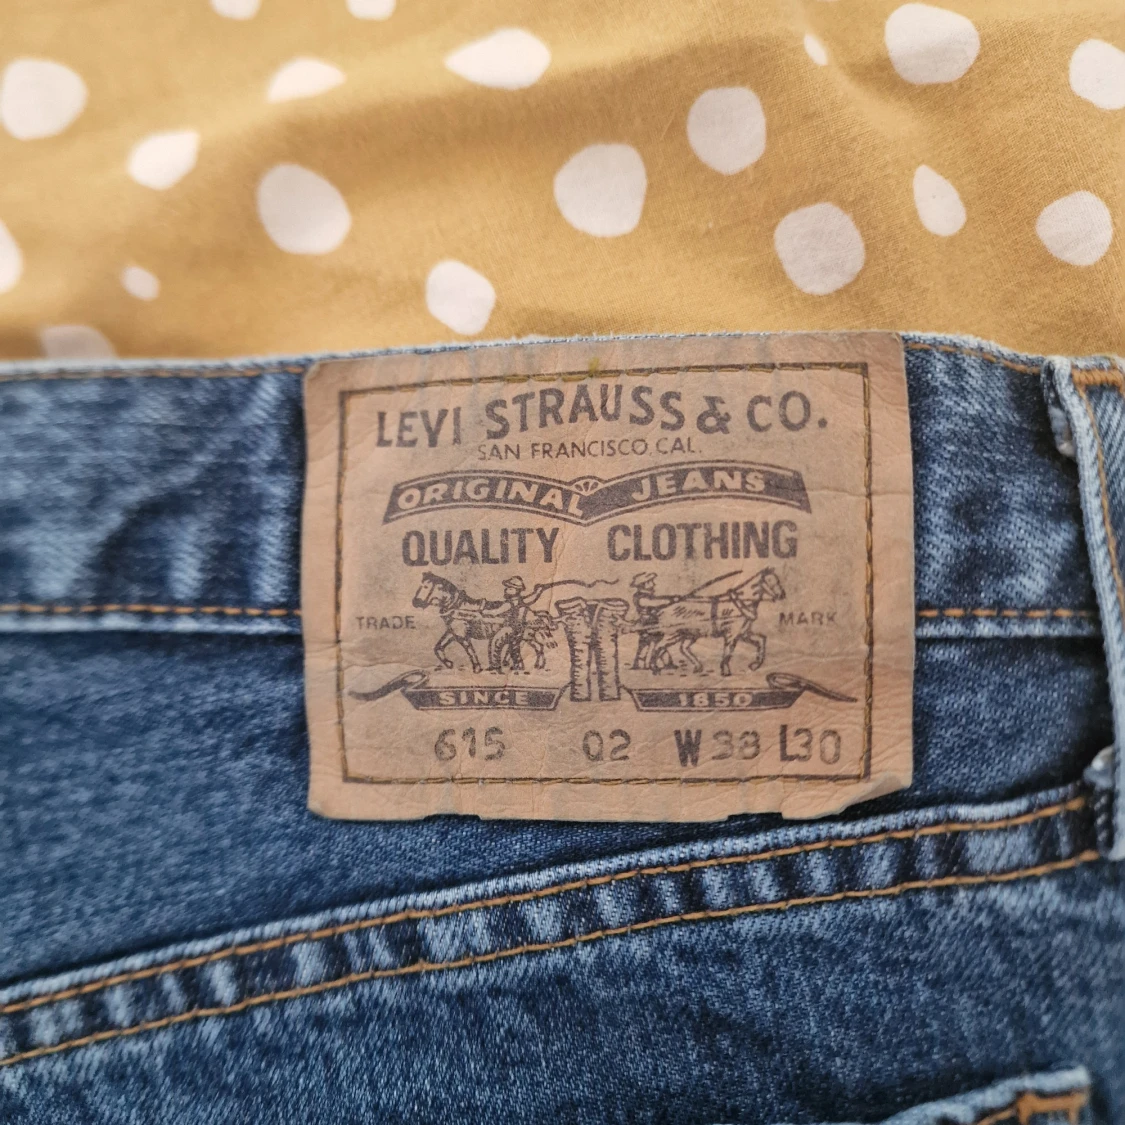 LEVI STRAUSS & CO.
SAN FRANCISCO, CAL.
ORIGINAL JEANS
QUALITY CLOTHING
TRADE MARK
SINCE 1850
615 02 W38 L30